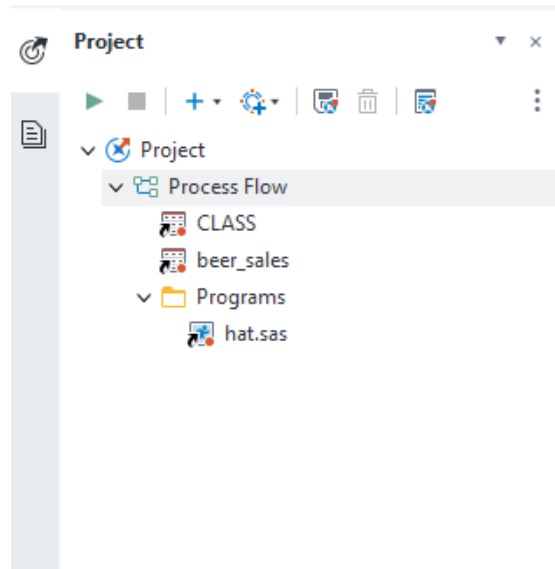 Project
Project
Process Flow
CLASS
beer_sales
Programs
hat.sas